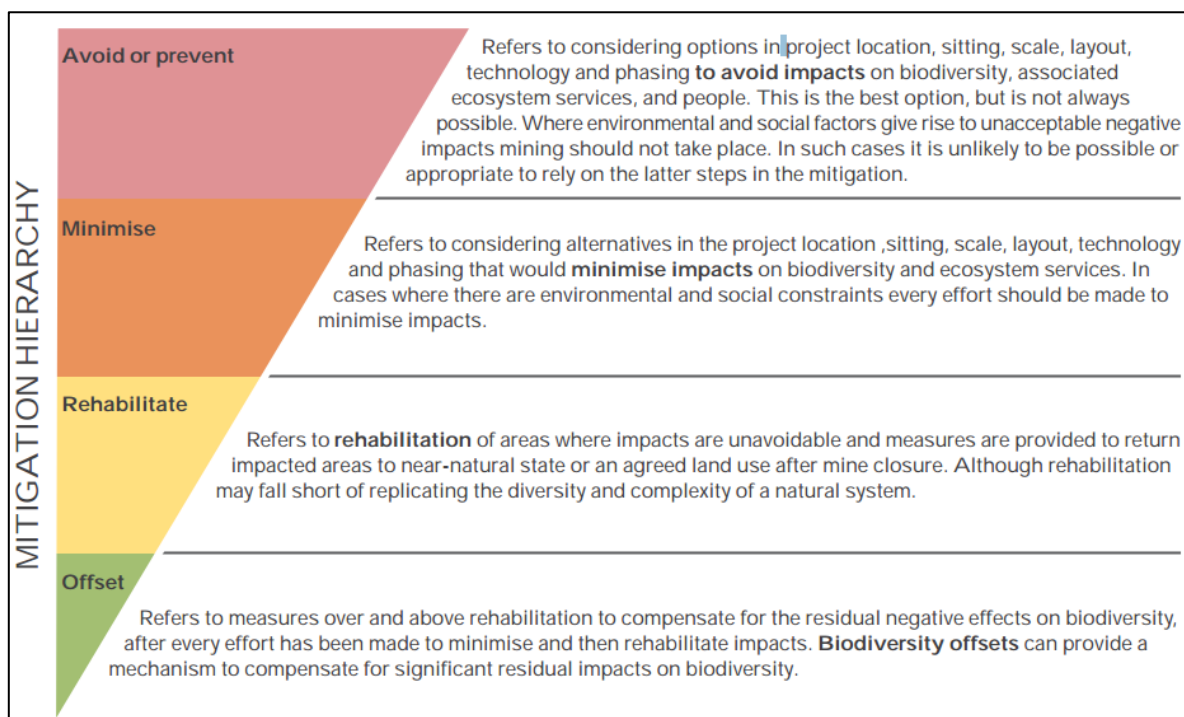 MITIGATION HIERARCHY
Avoid or prevent
Refers to considering options in project location, sitting, scale, layout,
technology and phasing to avoid impacts on biodiversity, associated
ecosystem services, and people. This is the best option, but is not always
possible. Where environmental and social factors give rise to unacceptable negative
impacts mining should not take place. In such cases it is unlikely to be possible or
appropriate to rely on the latter steps in the mitigation.
Minimise
Refers to considering alternatives in the project location ,sitting, scale, layout, technology
and phasing that would minimise impacts on biodiversity and ecosystem services. In
cases where there are environmental and social constraints every effort should be made to
minimise impacts.
Rehabilitate
Refers to rehabilitation of areas where impacts are unavoidable and measures are provided to return
impacted areas to near-natural state or an agreed land use after mine closure. Although rehabilitation
may fall short of replicating the diversity and complexity of a natural system.
Offset
Refers to measures over and above rehabilitation to compensate for the residual negative effects on biodiversity,
after every effort has been made to minimise and then rehabilitate impacts. Biodiversity offsets can provide a
mechanism to compensate for significant residual impacts on biodiversity.